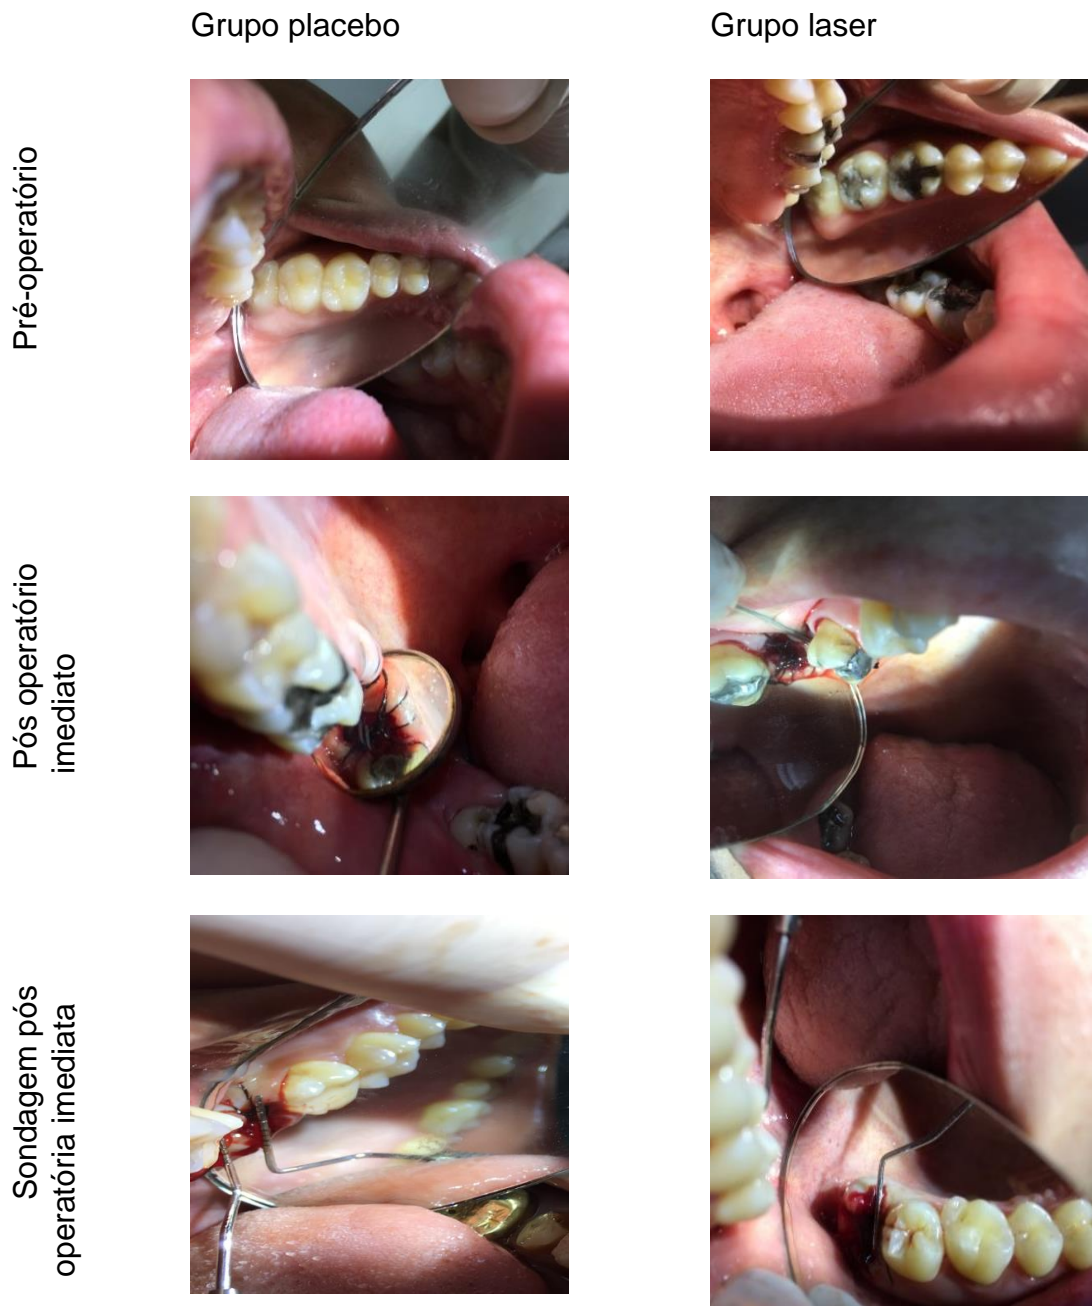 Grupo placebo
Grupo laser
Pré-operatório
Pós operatório
imediato
Sondagem pós
operatória imediata